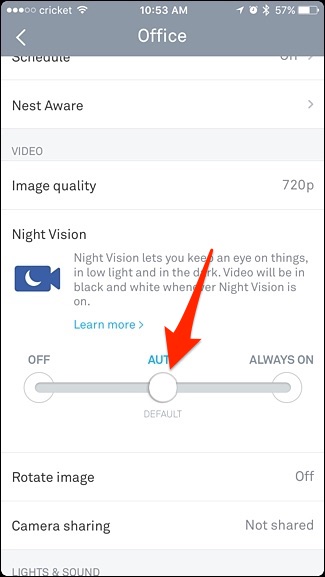 cricket 10:53 AM 57%
Office
Schedule
Nest Aware
VIDEO
Image quality 720p
Night Vision
Night Vision lets you keep an eye on things,
in low light and in the dark. Video will be in
black and white whenever Night Vision is
on.
Learn more >
OFF AUT ALWAYS ON
DEFAULT
Rotate image Off
Camera sharing Not shared
LIGHTS & SOUND